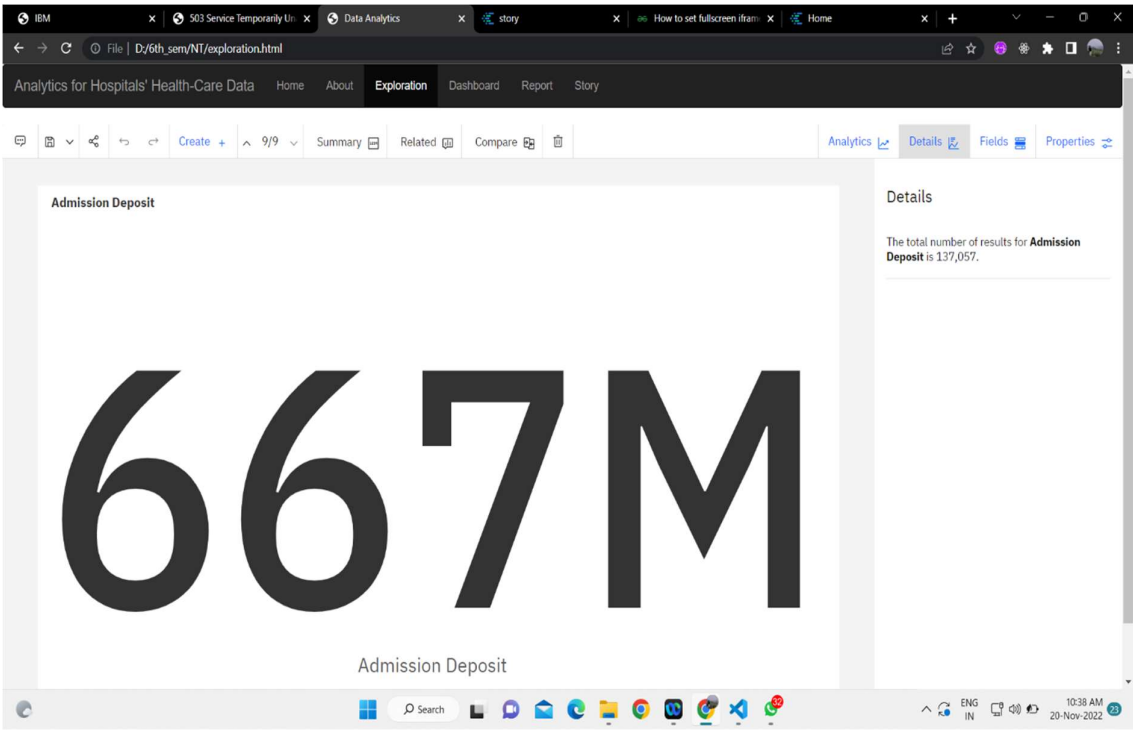 IBM
503 Service Temporarily Un
Data Analytics
story
How to set fullscreen ifram
Home
File | D:/6th_sem/NT/exploration.html
Analytics for Hospitals' Health-Care Data Home About Exploration Dashboard Report Story
Create + 9/9 Summary Related Compare Analytics Details Fields Properties
Admission Deposit
667M
Admission Deposit
Details
The total number of results for Admission
Deposit is 137,057.
Search
32
ENG
IN
10:38 AM
20-Nov-2022
23